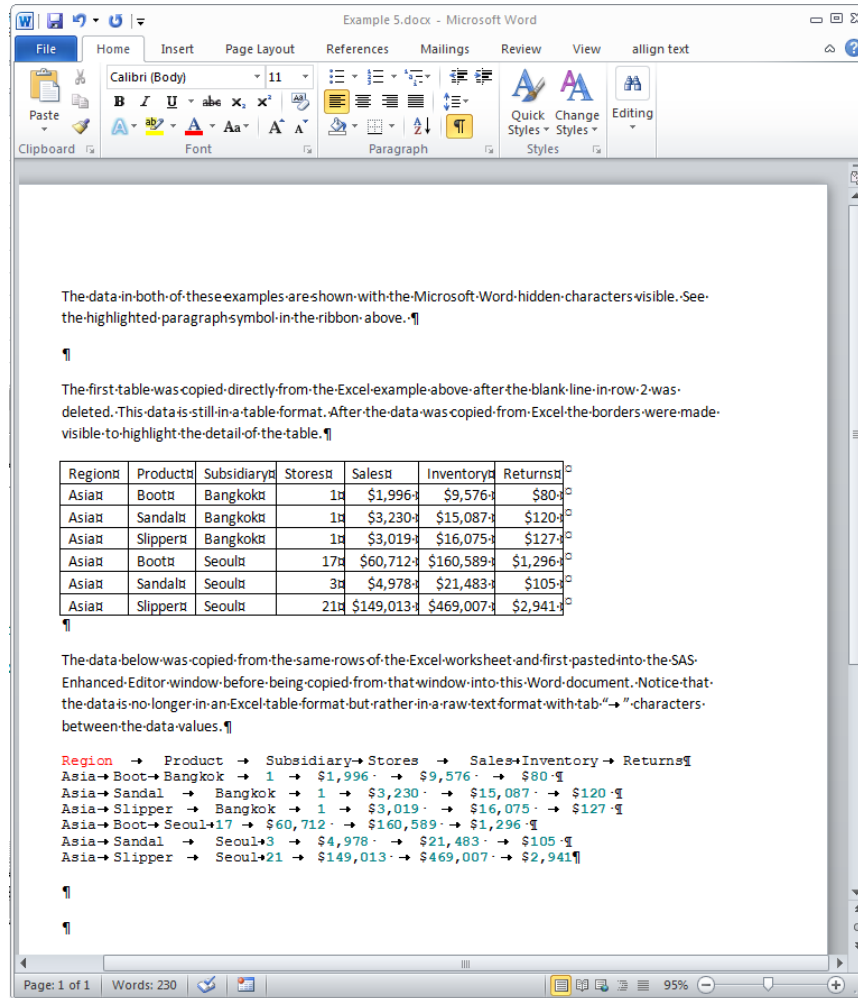 Example 5.docx - Microsoft Word
File Home Insert Page Layout References Mailings Review View allign text
Calibri (Body) 11
Paste
B I U abc x₂ x²
Aa
Quick Styles
Change Styles
Editing
Clipboard Font Paragraph Styles
The·data·in·both·of·these·examples·are·shown·with·the·Microsoft·Word·hidden·characters·visible.·See·
the·highlighted·paragraph·symbol·in·the·ribbon·above.·¶
¶
The·first·table·was·copied·directly·from·the·Excel·example·above·after·the·blank·line·in·row·2·was·
deleted.·This·data·is·still·in·a·table·format.·After·the·data·was·copied·from·Excel·the·borders·were·made·
visible·to·highlight·the·detail·of·the·table.¶
Region¤ Product¤ Subsidiary¤ Stores¤ Sales¤ Inventory¤ Returns¤¤
Asia¤ Boot¤ Bangkok¤ 1¤ $1,996·¤ $9,576·¤ $80·¤¤
Asia¤ Sandal¤ Bangkok¤ 1¤ $3,230·¤ $15,087·¤ $120·¤¤
Asia¤ Slipper¤ Bangkok¤ 1¤ $3,019·¤ $16,075·¤ $127·¤¤
Asia¤ Boot¤ Seoul¤ 17¤ $60,712·¤ $160,589·¤ $1,296·¤¤
Asia¤ Sandal¤ Seoul¤ 3¤ $4,978·¤ $21,483·¤ $105·¤¤
Asia¤ Slipper¤ Seoul¤ 21¤ $149,013·¤ $469,007·¤ $2,941·¤¤
¶
The·data·below·was·copied·from·the·same·rows·of·the·Excel·worksheet·and·first·pasted·into·the·SAS·
Enhanced·Editor·window·before·being·copied·from·that·window·into·this·Word·document.·Notice·that·
the·data·is·no·longer·in·an·Excel·table·format·but·rather·in·a·raw·text·format·with·tab·“→”·characters·
between·the·data·values.¶
Region → Product → Subsidiary→Stores → Sales→Inventory → Returns¶
Asia→Boot→Bangkok → 1 → $1,996· → $9,576· → $80·¶
Asia→Sandal → Bangkok → 1 → $3,230· → $15,087· → $120·¶
Asia→Slipper → Bangkok → 1 → $3,019· → $16,075· → $127·¶
Asia→Boot→Seoul→17 → $60,712· → $160,589· → $1,296·¶
Asia→Sandal → Seoul→3 → $4,978· → $21,483· → $105·¶
Asia→Slipper → Seoul→21 → $149,013· → $469,007· → $2,941¶
¶
¶
Page: 1 of 1 Words: 230 95%